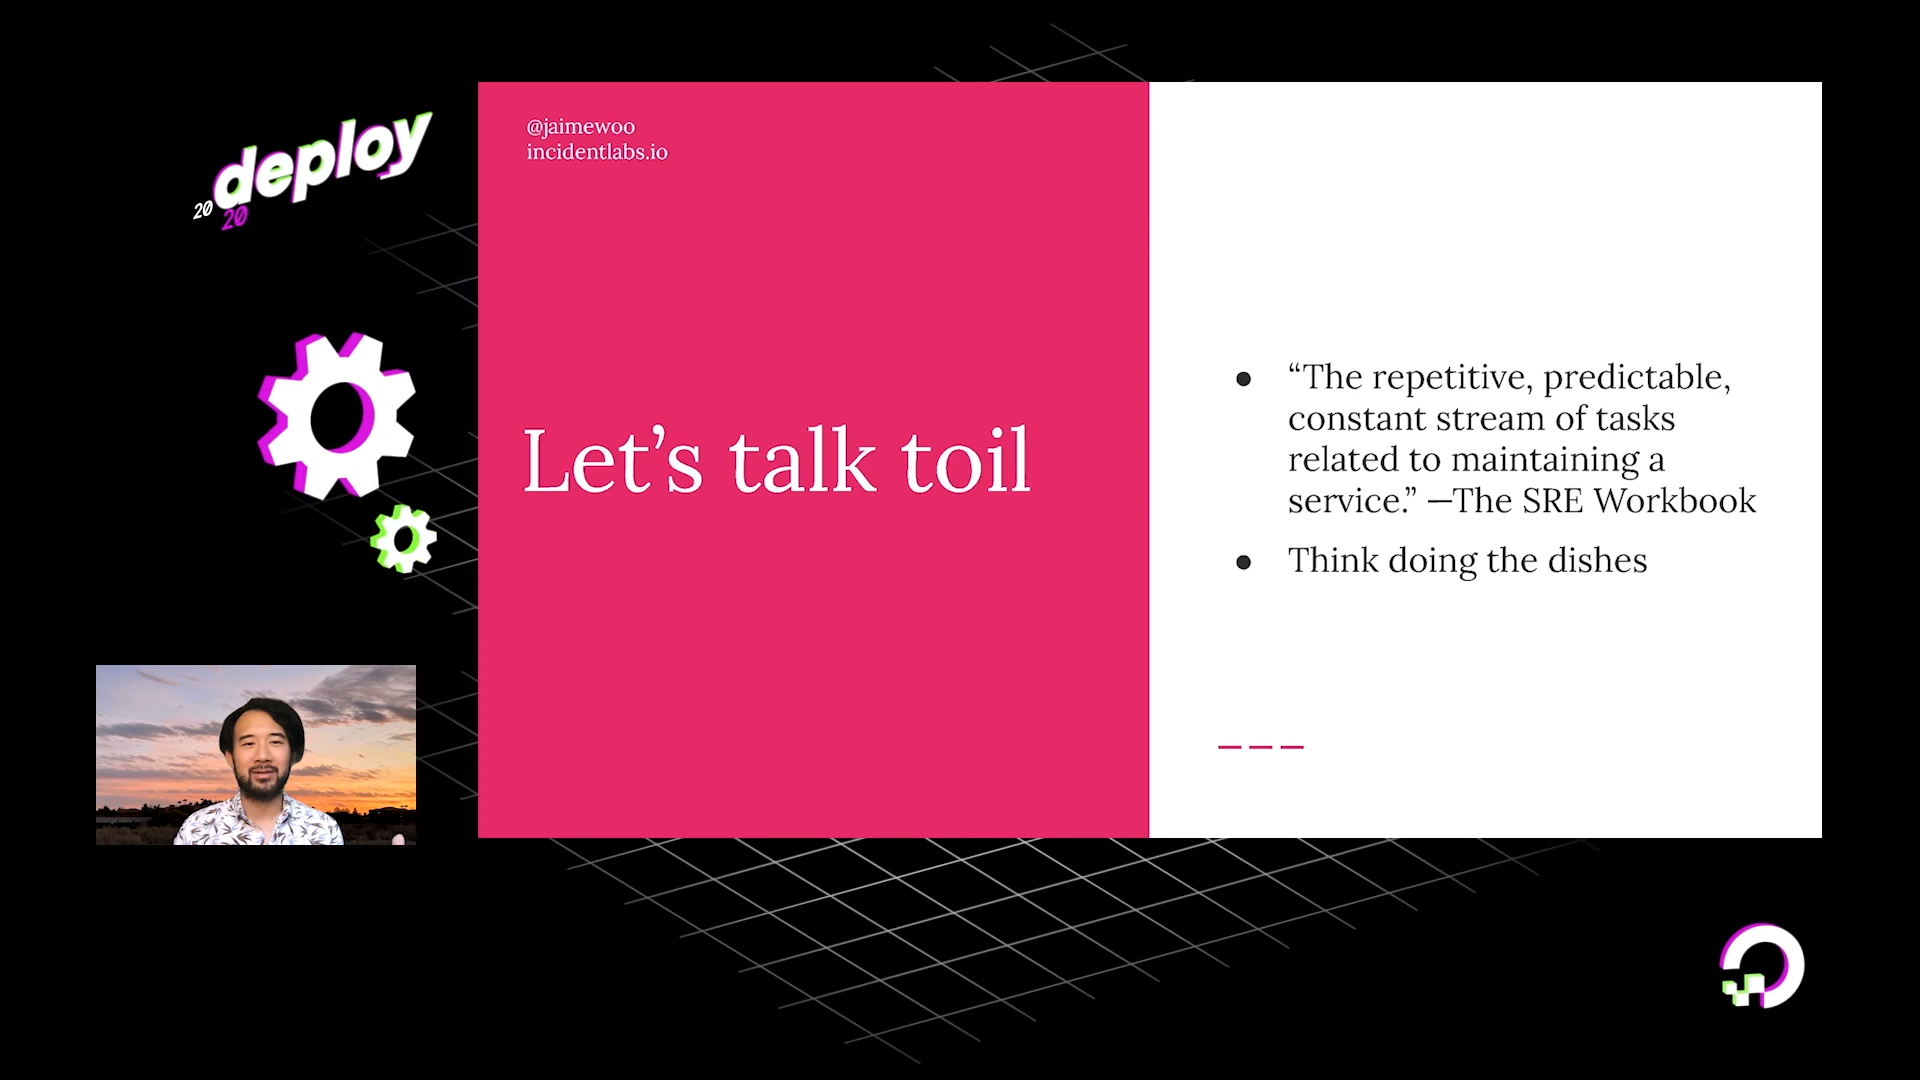 deploy
20
20
@jaimewoo
incidentlabs.io
Let’s talk toil
● “The repetitive, predictable,
constant stream of tasks
related to maintaining a
service.” —The SRE Workbook
● Think doing the dishes